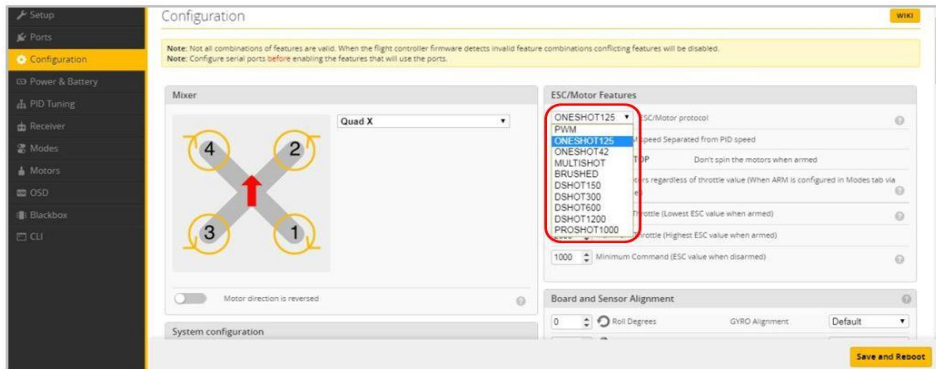 Setup
Ports
Configuration
Power & Battery
PID Tuning
Receiver
Modes
Motors
OSD
Blackbox
CLI
Configuration
WIKI
Note: Not all combinations of features are valid. When the flight controller firmware detects invalid feature combinations conflicting features will be disabled.
Note: Configure serial ports before enabling the features that will use the ports.
Mixer
Quad X
4
2
3
1
Motor direction is reversed
System configuration
ESC/Motor Features
ONESHOT125 ESC/Motor protocol
PWM
ONESHOT125
ONESHOT42
MULTISHOT
BRUSHED
DSHOT150
DSHOT300
DSHOT600
DSHOT1200
PROSHOT1000
speed Separated from PID speed
TOP Don't spin the motors when armed
regardless of throttle value (When ARM is configured in Modes tab via
Throttle (Lowest ESC value when armed)
Throttle (Highest ESC value when armed)
1000 Minimum Command (ESC value when disarmed)
Board and Sensor Alignment
0 Roll Degrees GYRO Alignment Default
Save and Reboot